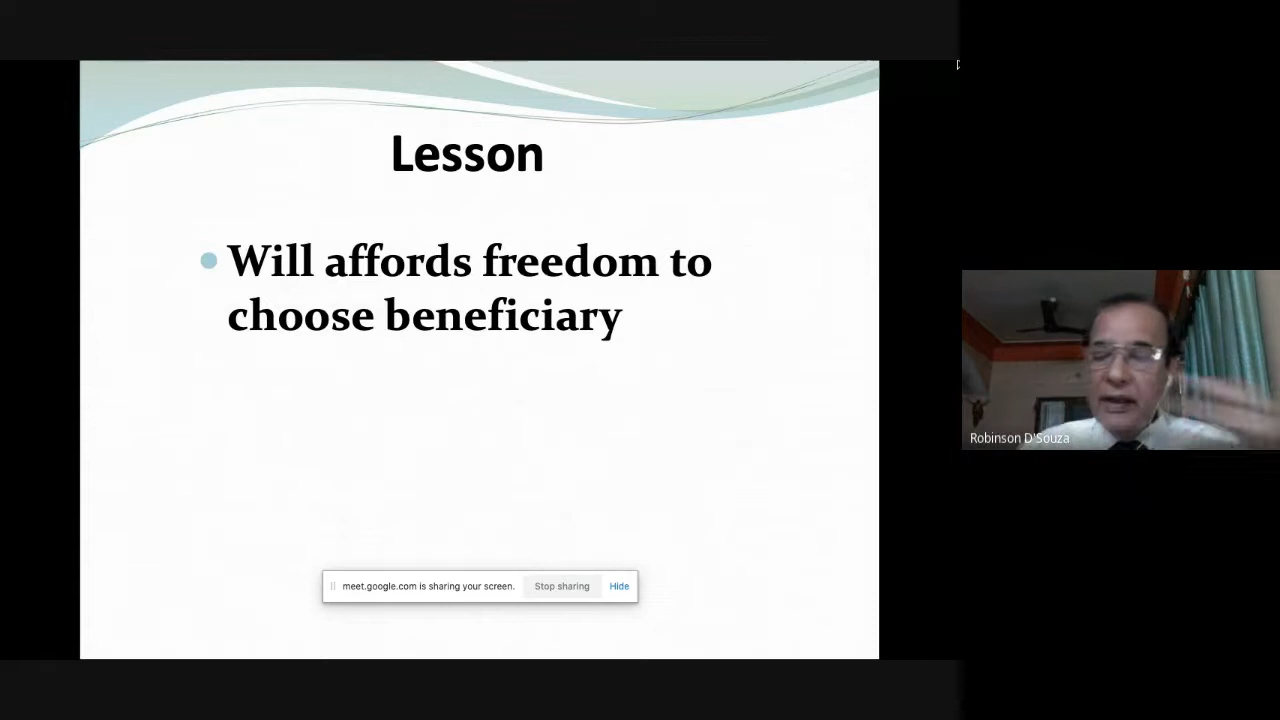 Lesson
Will affords freedom to
choose beneficiary
meet.google.com is sharing your screen. Stop sharing Hide
Robinson D'Souza